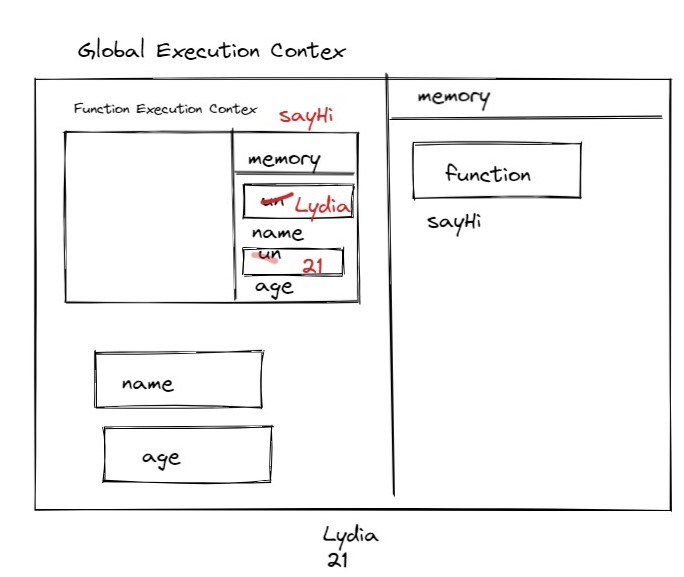 Global Execution Contex
Function Execution Contex
sayHi
memory
un Lydia
name
un 21
age
name
age
memory
function
sayHi
Lydia
21